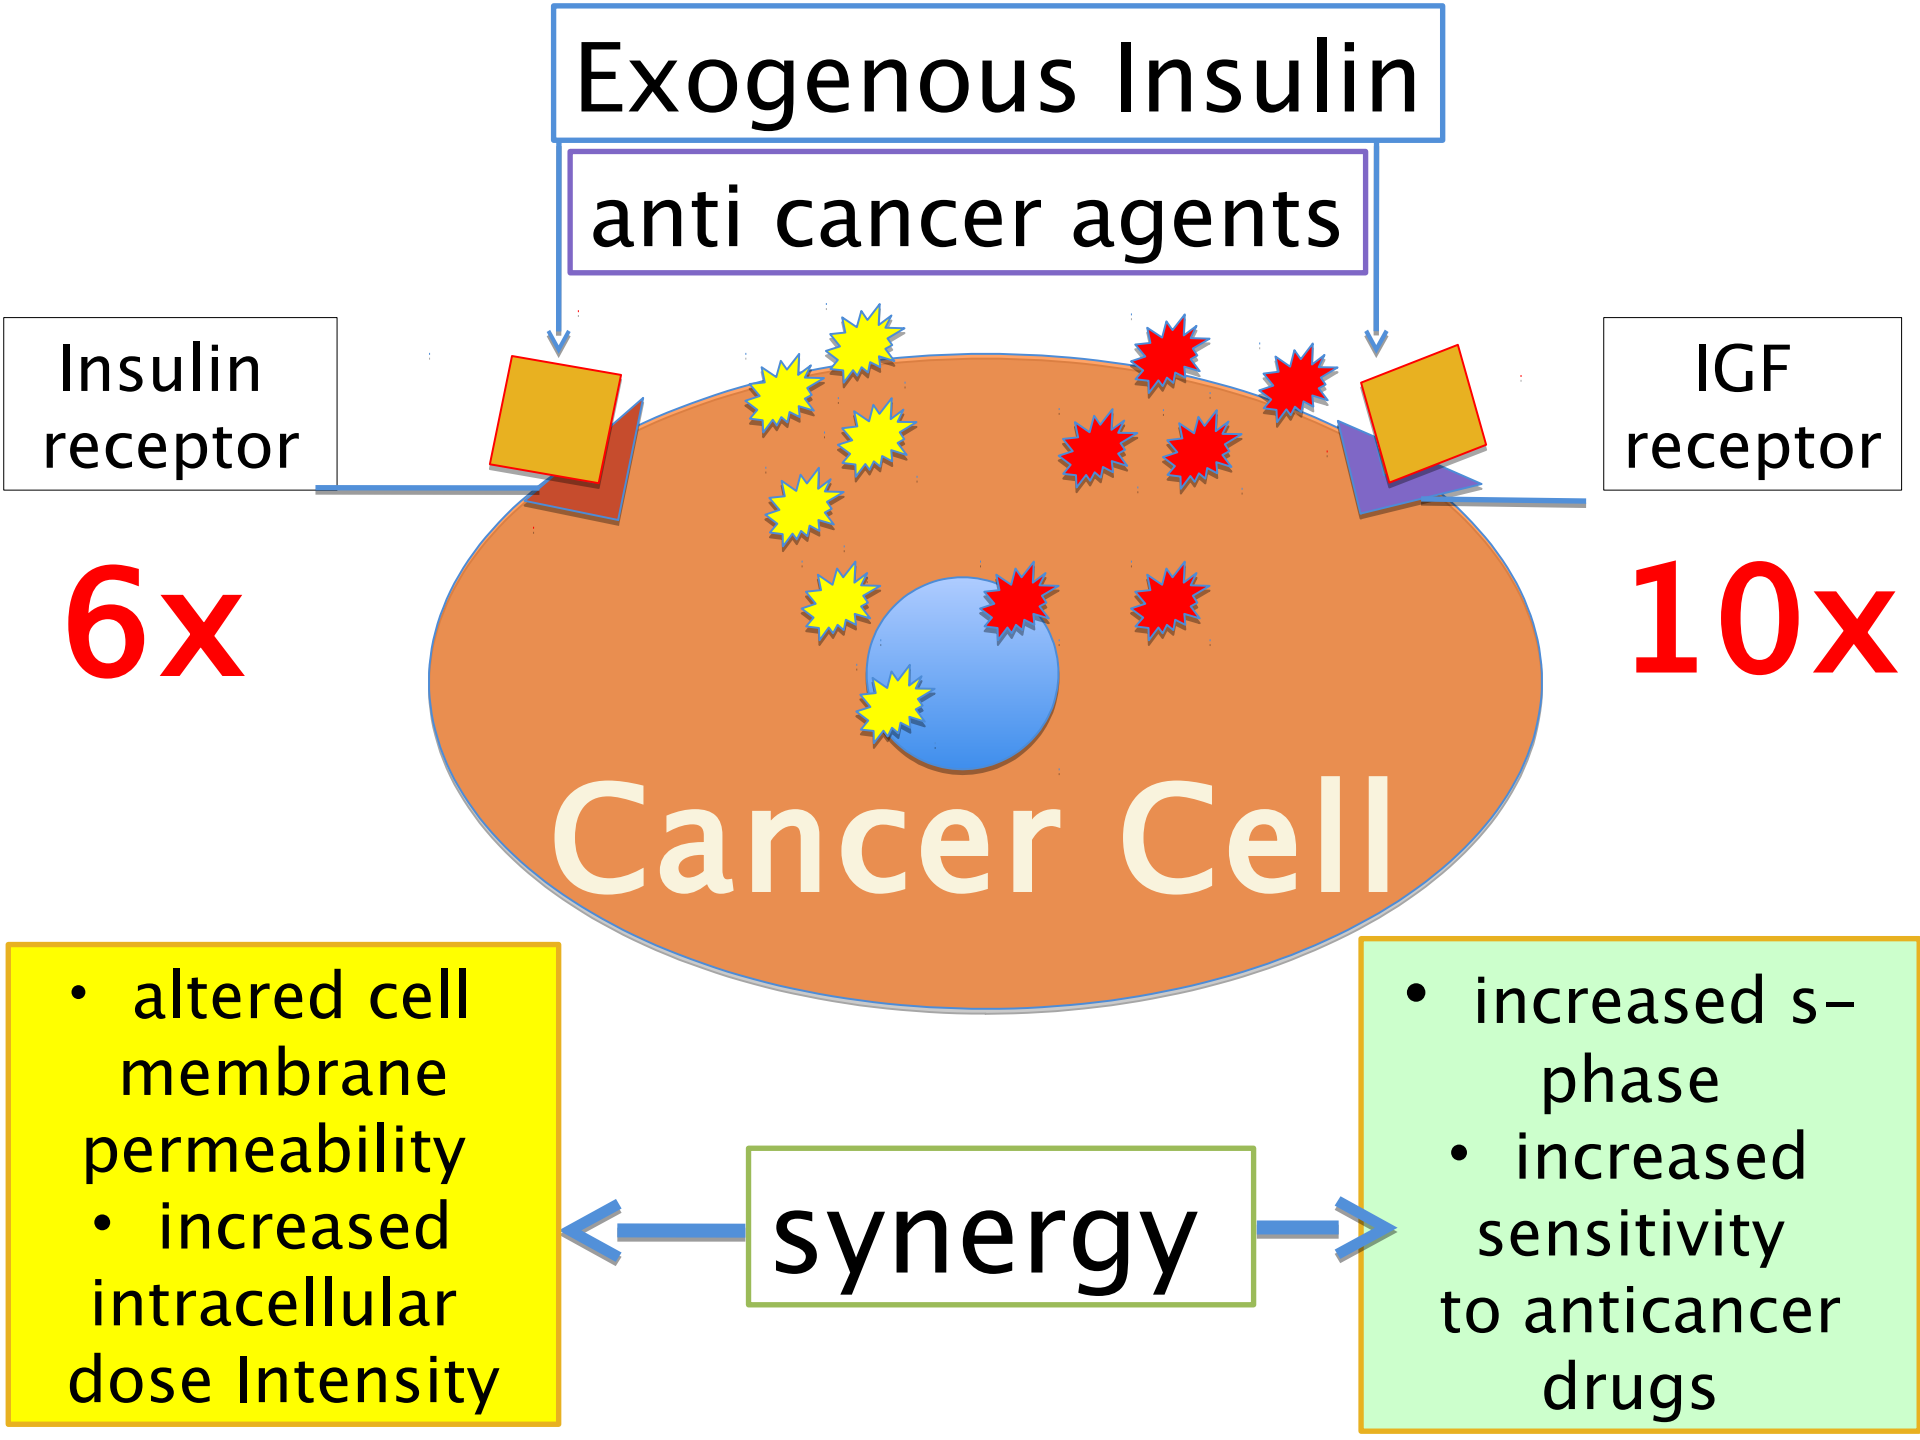 Exogenous Insulin
anti cancer agents
Insulin
receptor
IGF
receptor
6x
10x
Cancer Cell
• altered cell
membrane
permeability
• increased
intracellular
dose Intensity
synergy
• increased s-
phase
• increased
sensitivity
to anticancer
drugs